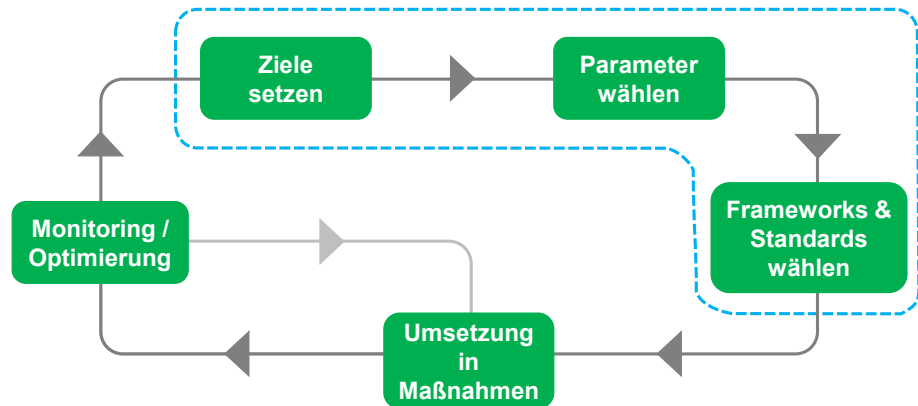 Ziele
setzen
Parameter
wählen
Frameworks &
Standards
wählen
Monitoring /
Optimierung
Umsetzung
in
Maßnahmen